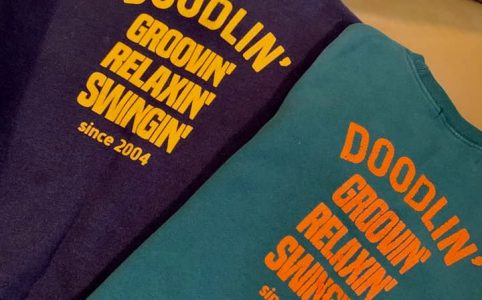 DOODLIN'
GROOVIN'
RELAXIN'
SWINGIN'
since 2004
DOODLIN'
GROOVIN'
RELAXIN'
SWINGIN'